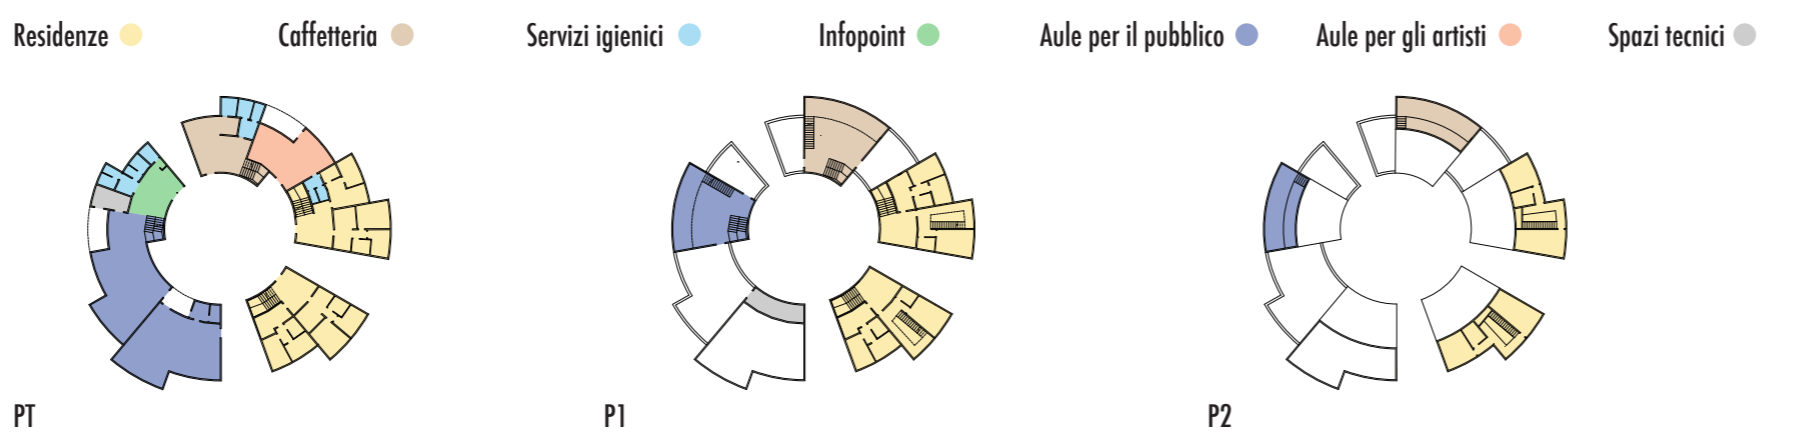 Residenze
Caffetteria
Servizi igienici
Infopoint
Aule per il pubblico
Aule per gli artisti
Spazi tecnici
PT
P1
P2